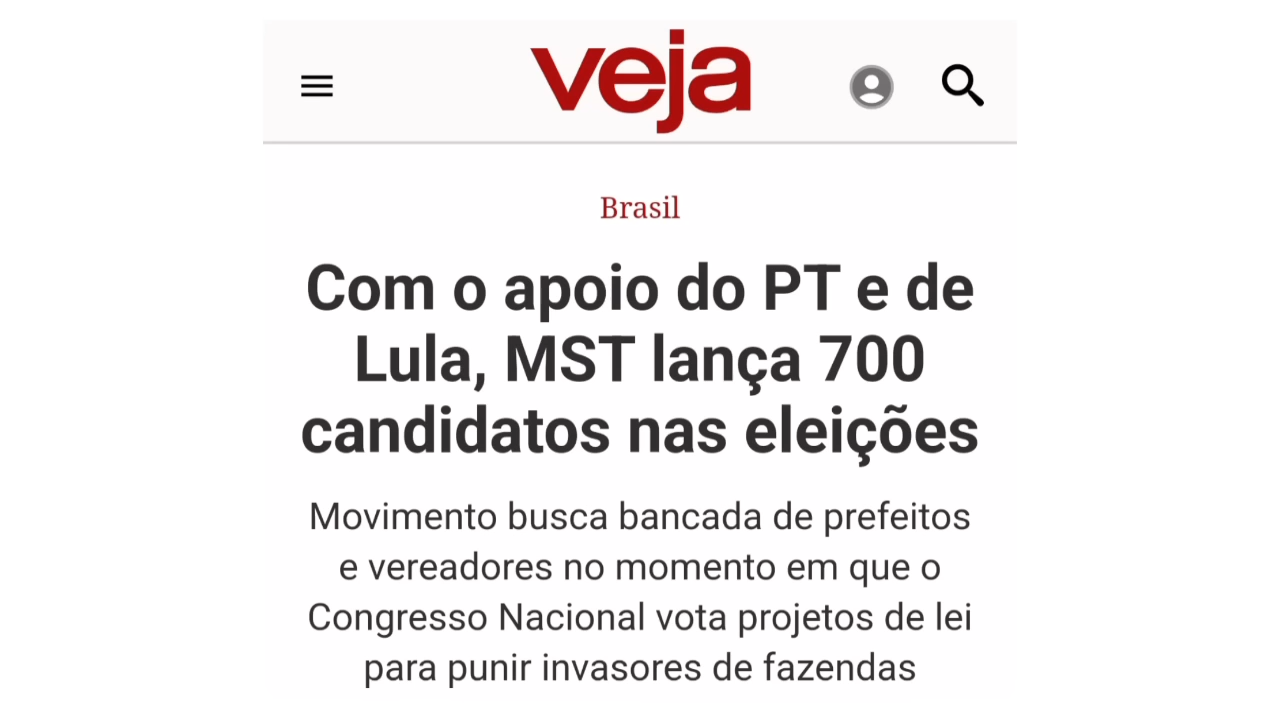 veja
Brasil
Com o apoio do PT e de
Lula, MST lança 700
candidatos nas eleições
Movimento busca bancada de prefeitos
e vereadores no momento em que o
Congresso Nacional vota projetos de lei
para punir invasores de fazendas